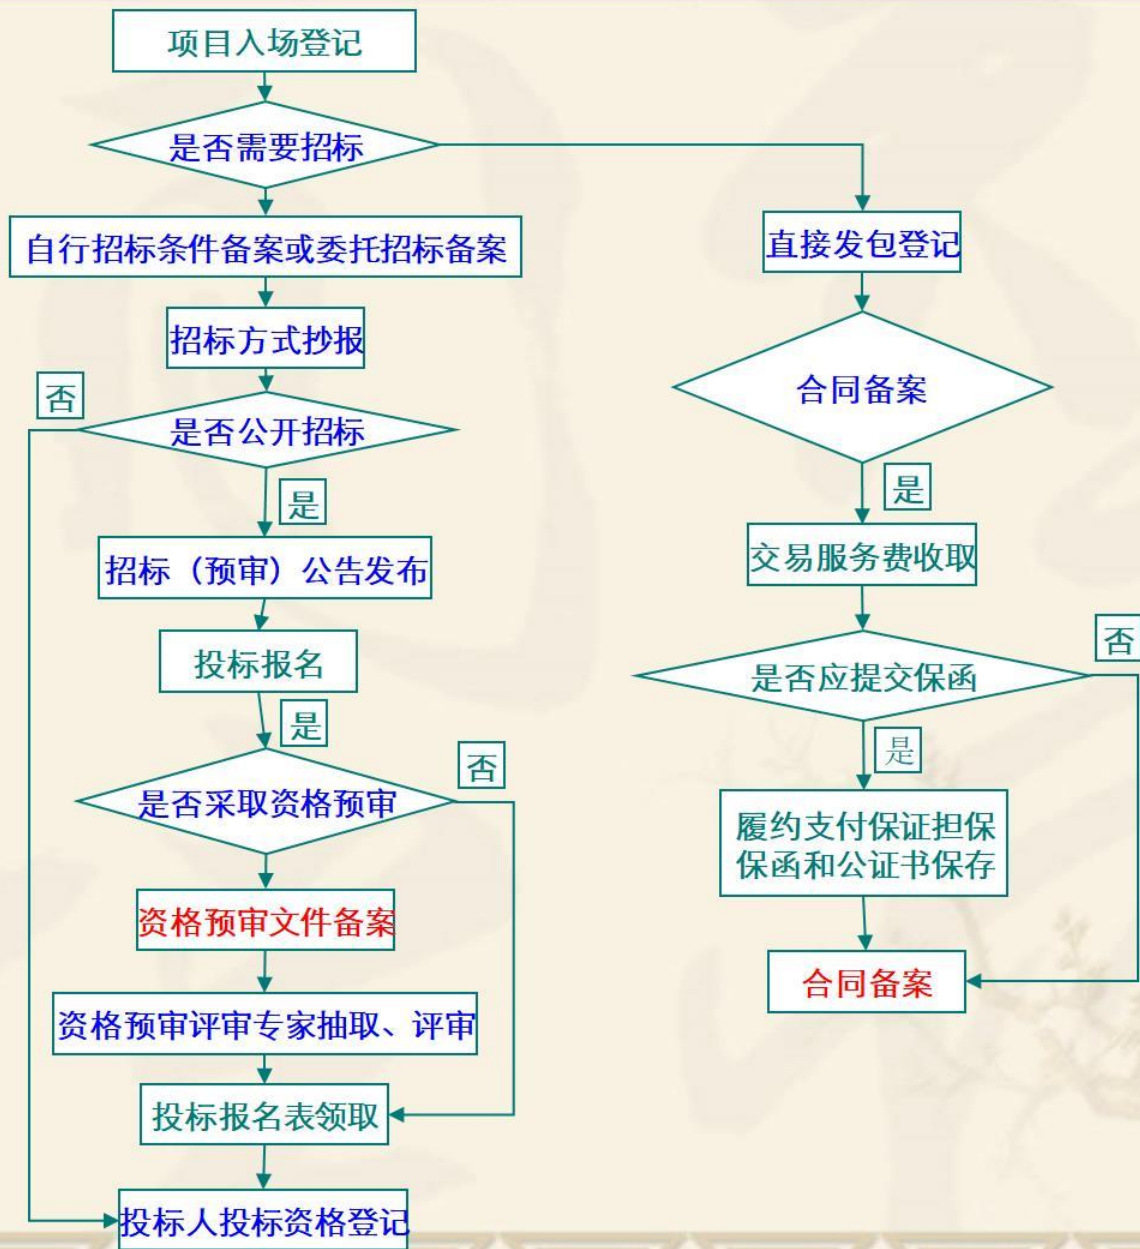 项目入场登记
是否需要招标
自行招标条件备案或委托招标备案
招标方式抄报
否
是否公开招标
是
招标（预审）公告发布
投标报名
是
否
是否采取资格预审
资格预审文件备案
资格预审评审专家抽取、评审
投标报名表领取
投标人投标资格登记
直接发包登记
合同备案
是
交易服务费收取
否
是否应提交保函
是
履约支付保证担保
保函和公证书保存
合同备案